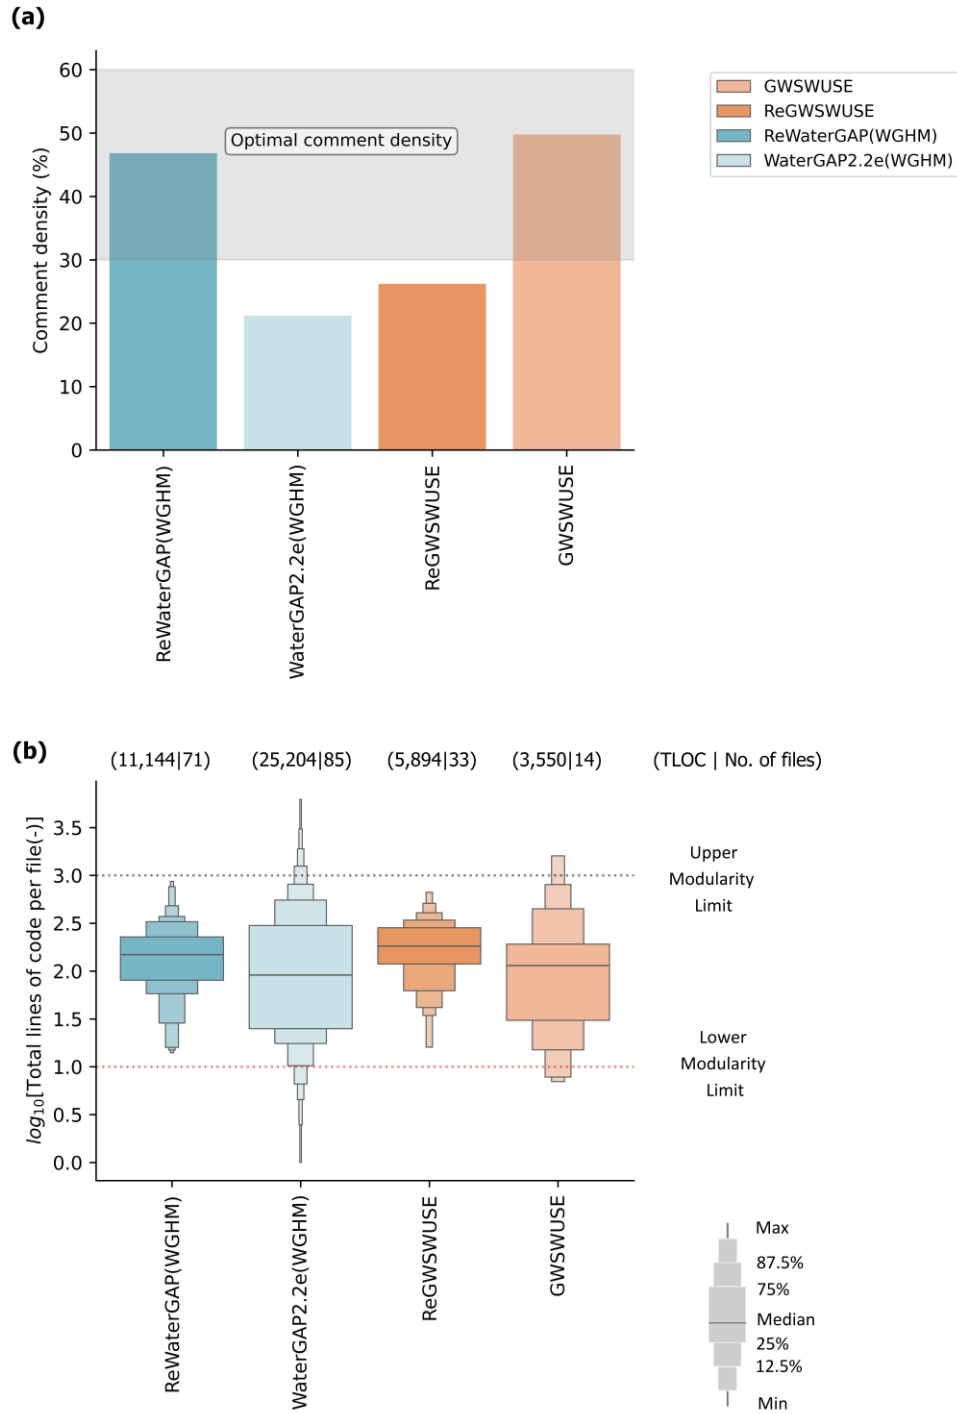 (a)
60
50
40
30
20
10
0
Comment density (%)
Optimal comment density
GWSWUSE
ReGWSWUSE
ReWaterGAP(WGHM)
WaterGAP2.2e(WGHM)
ReWaterGAP(WGHM)
WaterGAP2.2e(WGHM)
ReGWSWUSE
GWSWUSE
(b)
(11,144|71) (25,204|85) (5,894|33) (3,550|14) (TLOC | No. of files)
3.5
3.0
2.5
2.0
1.5
1.0
0.5
0.0
log10[Total lines of code per file(-)]
Upper
Modularity
Limit
Lower
Modularity
Limit
ReWaterGAP(WGHM)
WaterGAP2.2e(WGHM)
ReGWSWUSE
GWSWUSE
Max
87.5%
75%
Median
25%
12.5%
Min